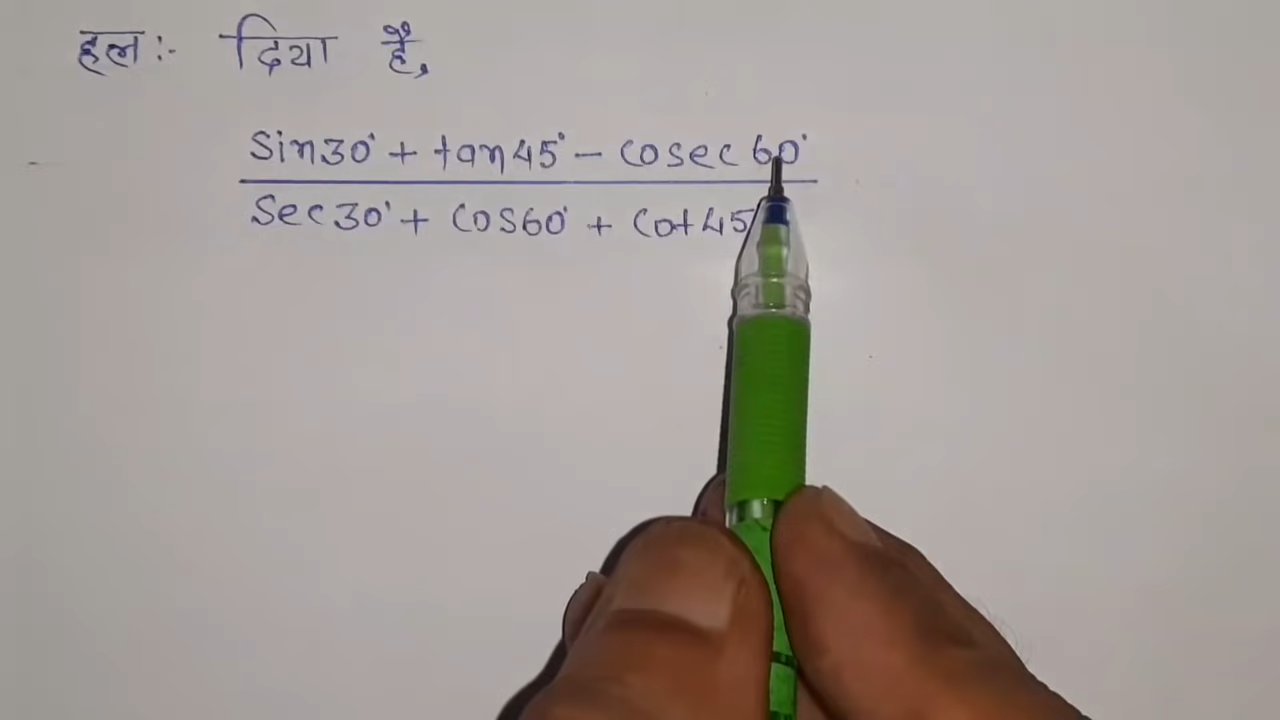 हल :- दिया है,
Sin30° + tan45° - Cosec60°
Sec30° + Cos60° + Cot45